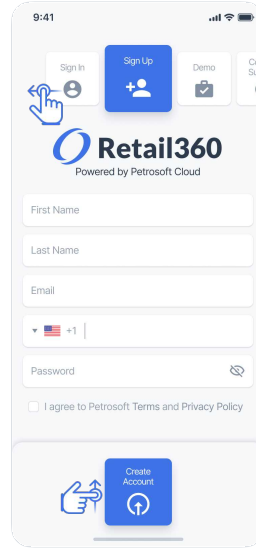 9:41
Sign In
Sign Up
Demo
Retail360
Powered by Petrosoft Cloud
First Name
Last Name
Email
+1
Password
I agree to Petrosoft Terms and Privacy Policy
Create
Account